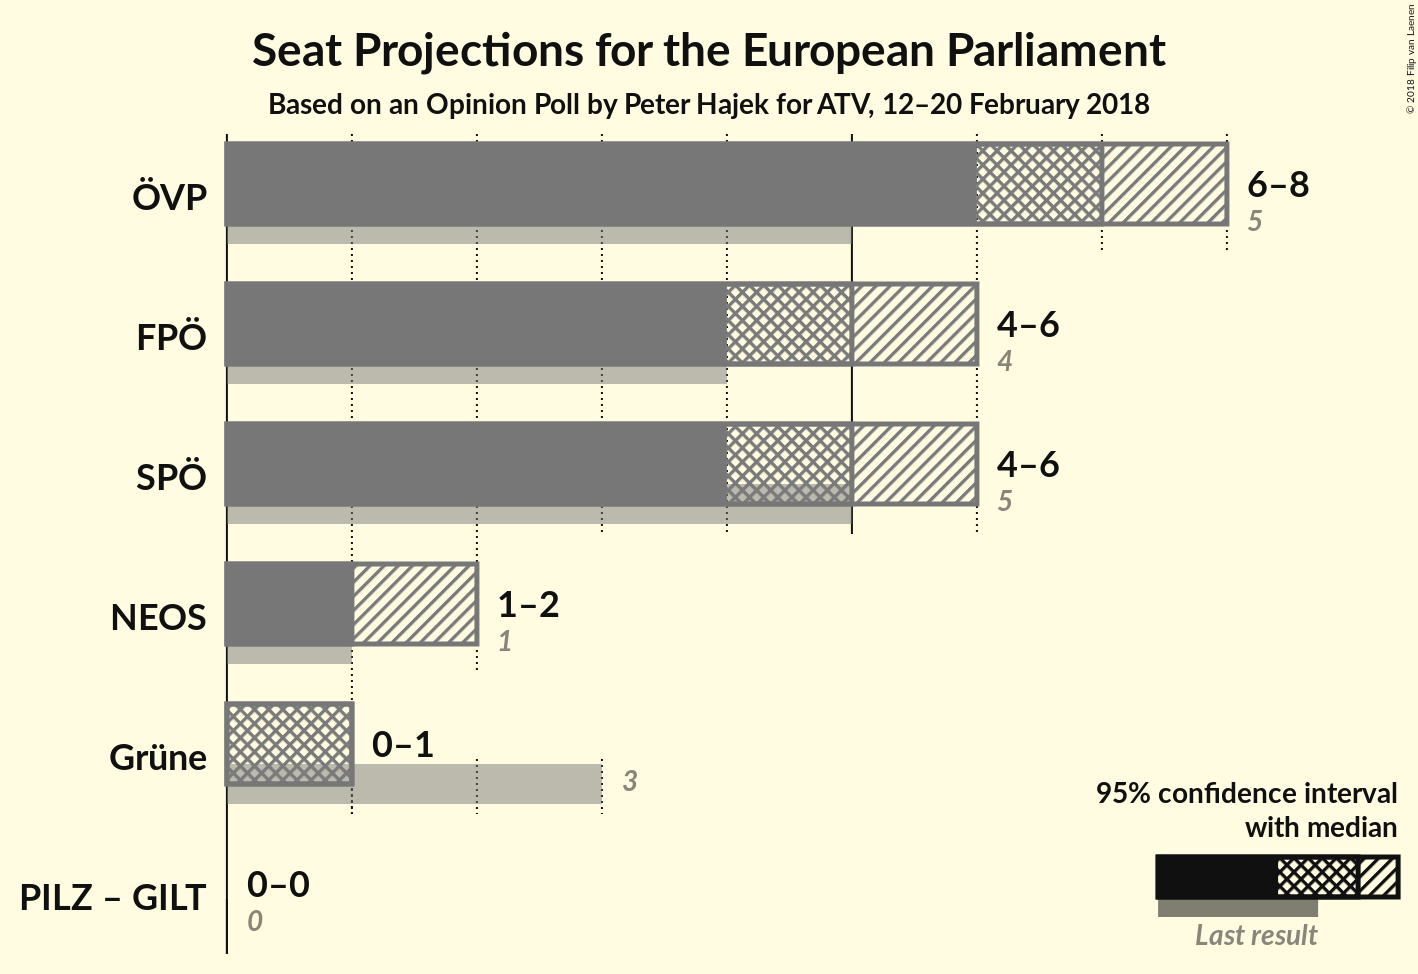 Seat Projections for the European Parliament
Based on an Opinion Poll by Peter Hajek for ATV, 12–20 February 2018
© 2018 Filip van Laenen
ÖVP
6–8
5
FPÖ
4–6
4
SPÖ
4–6
5
NEOS
1–2
1
Grüne
0–1
3
PILZ – GILT
0–0
0
95% confidence interval
with median
Last result